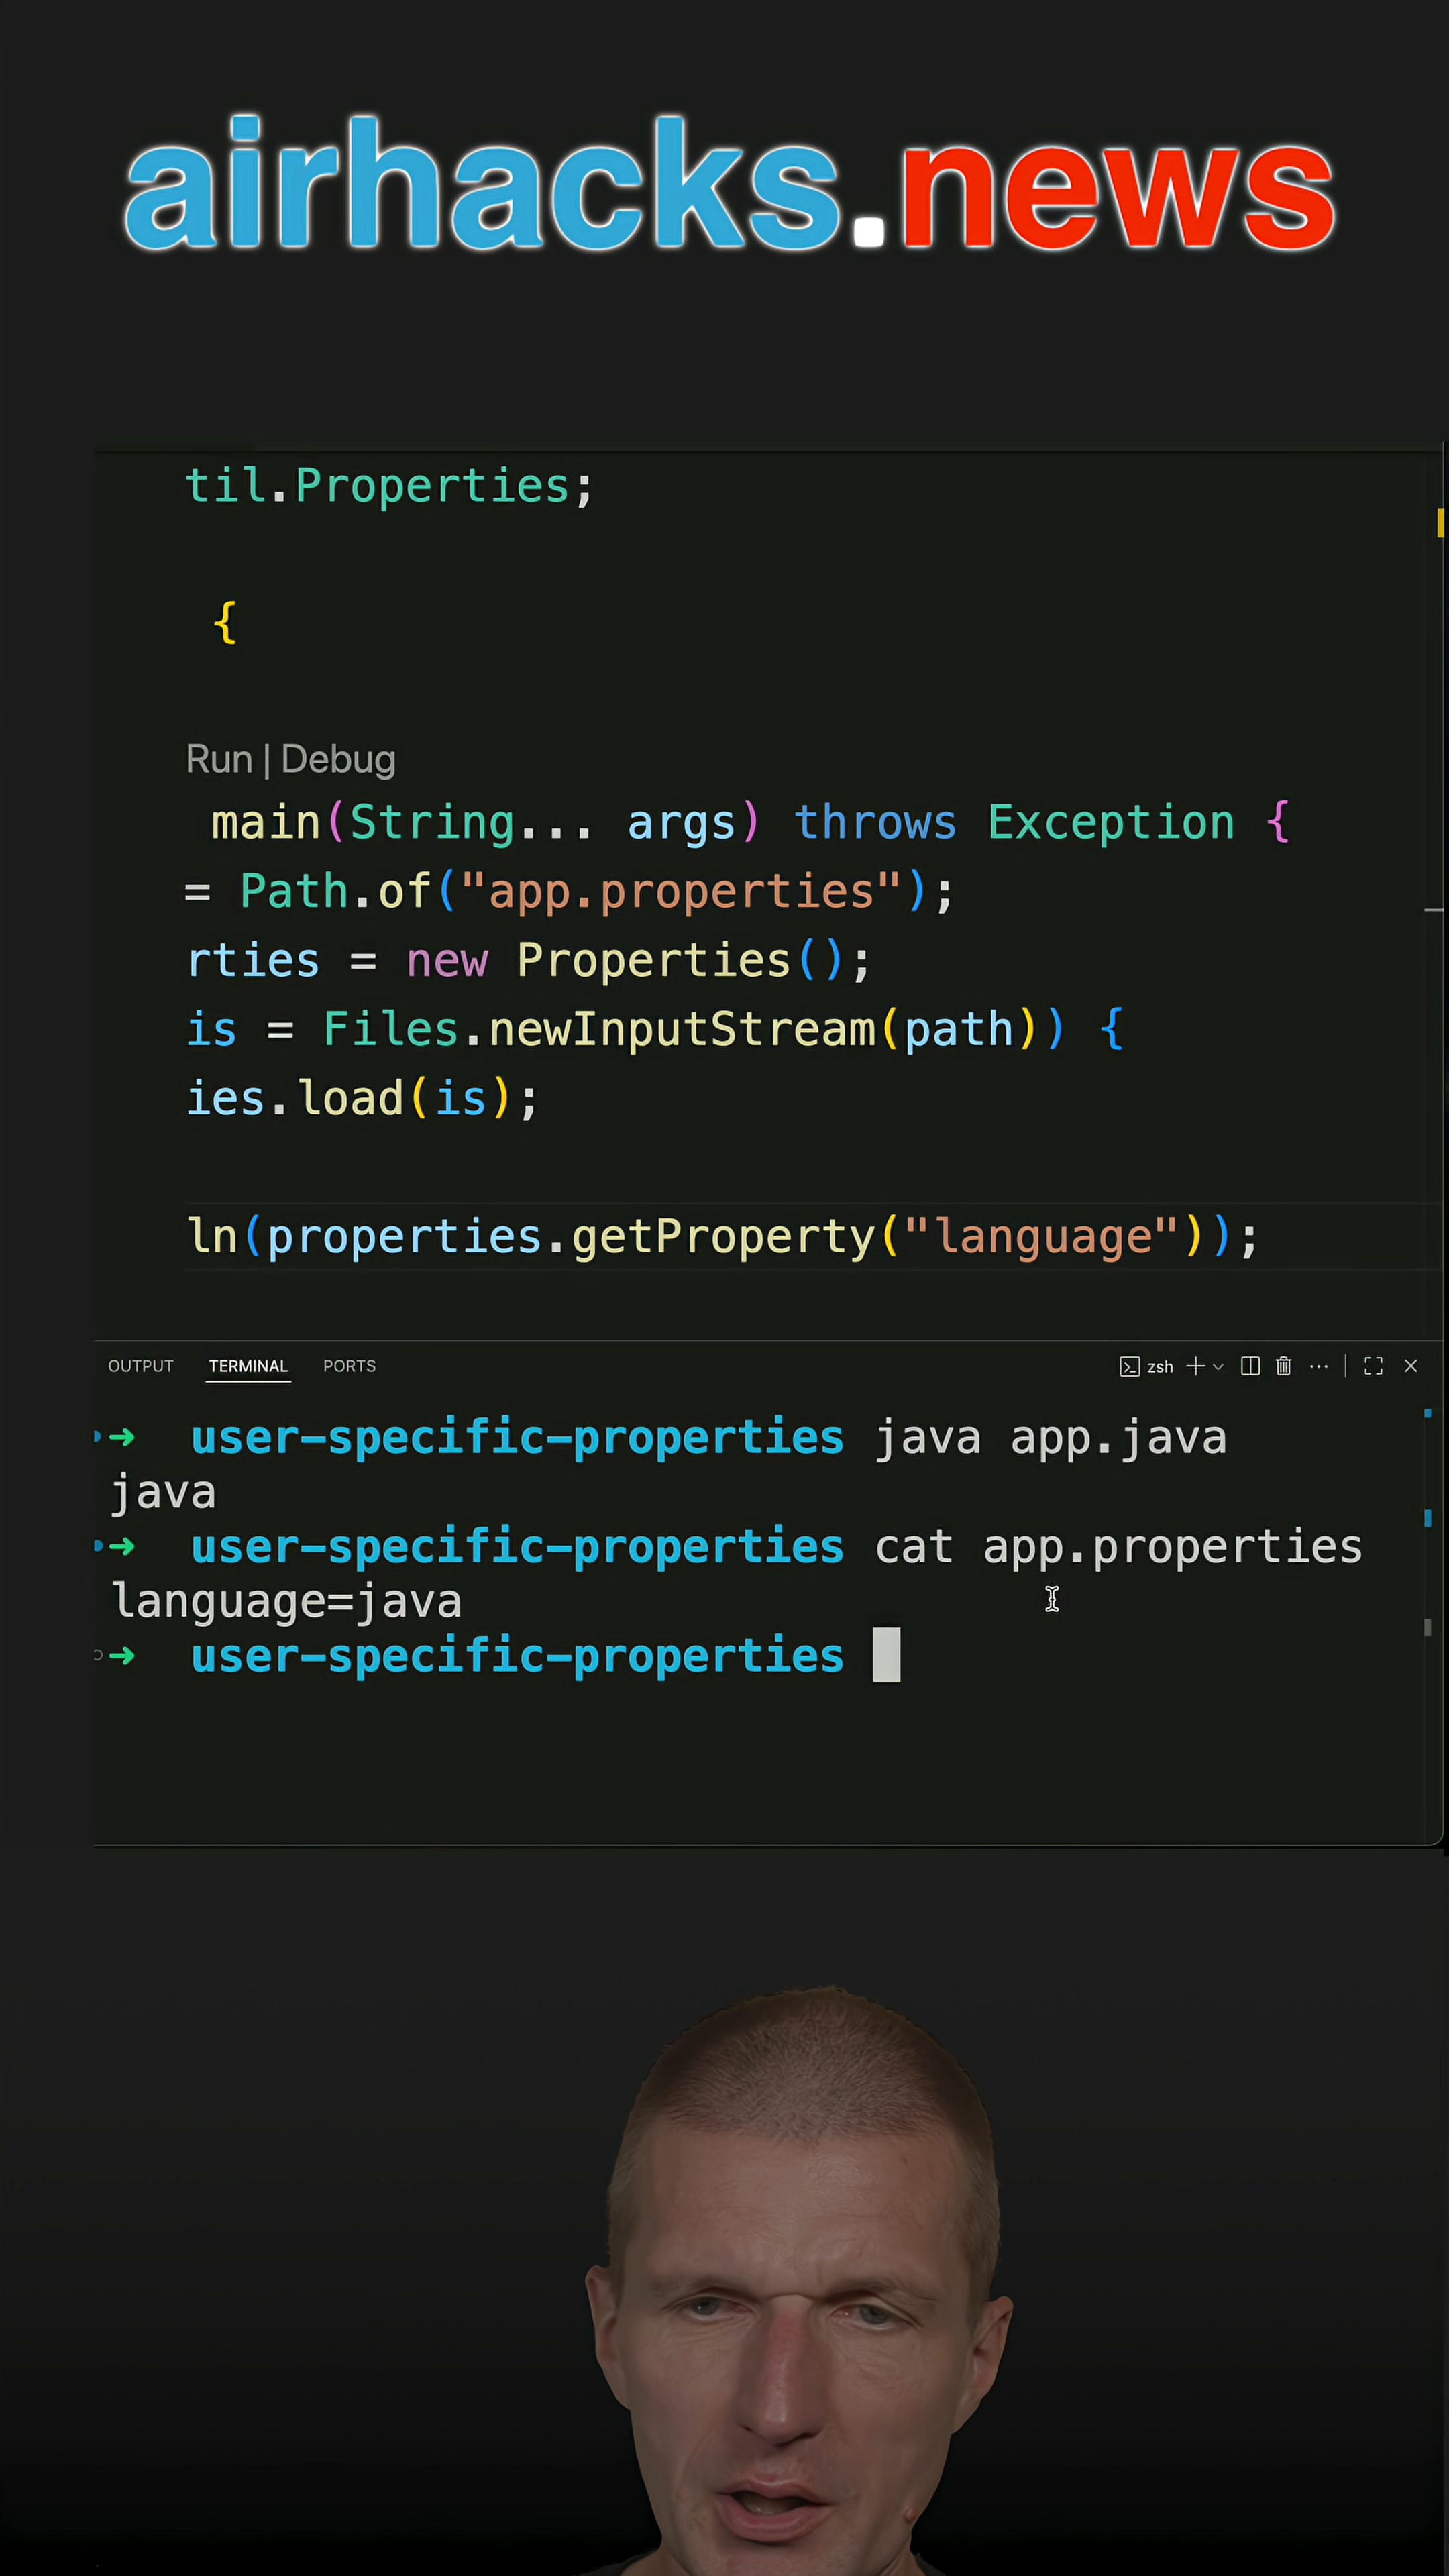 airhacks.news
til.Properties;
{
Run | Debug
main(String... args) throws Exception {
= Path.of("app.properties");
rties = new Properties();
is = Files.newInputStream(path)) {
ies.load(is);
ln(properties.getProperty("language"));
OUTPUT TERMINAL PORTS zsh
➜ user-specific-properties java app.java
java
➜ user-specific-properties cat app.properties
language=java
➜ user-specific-properties